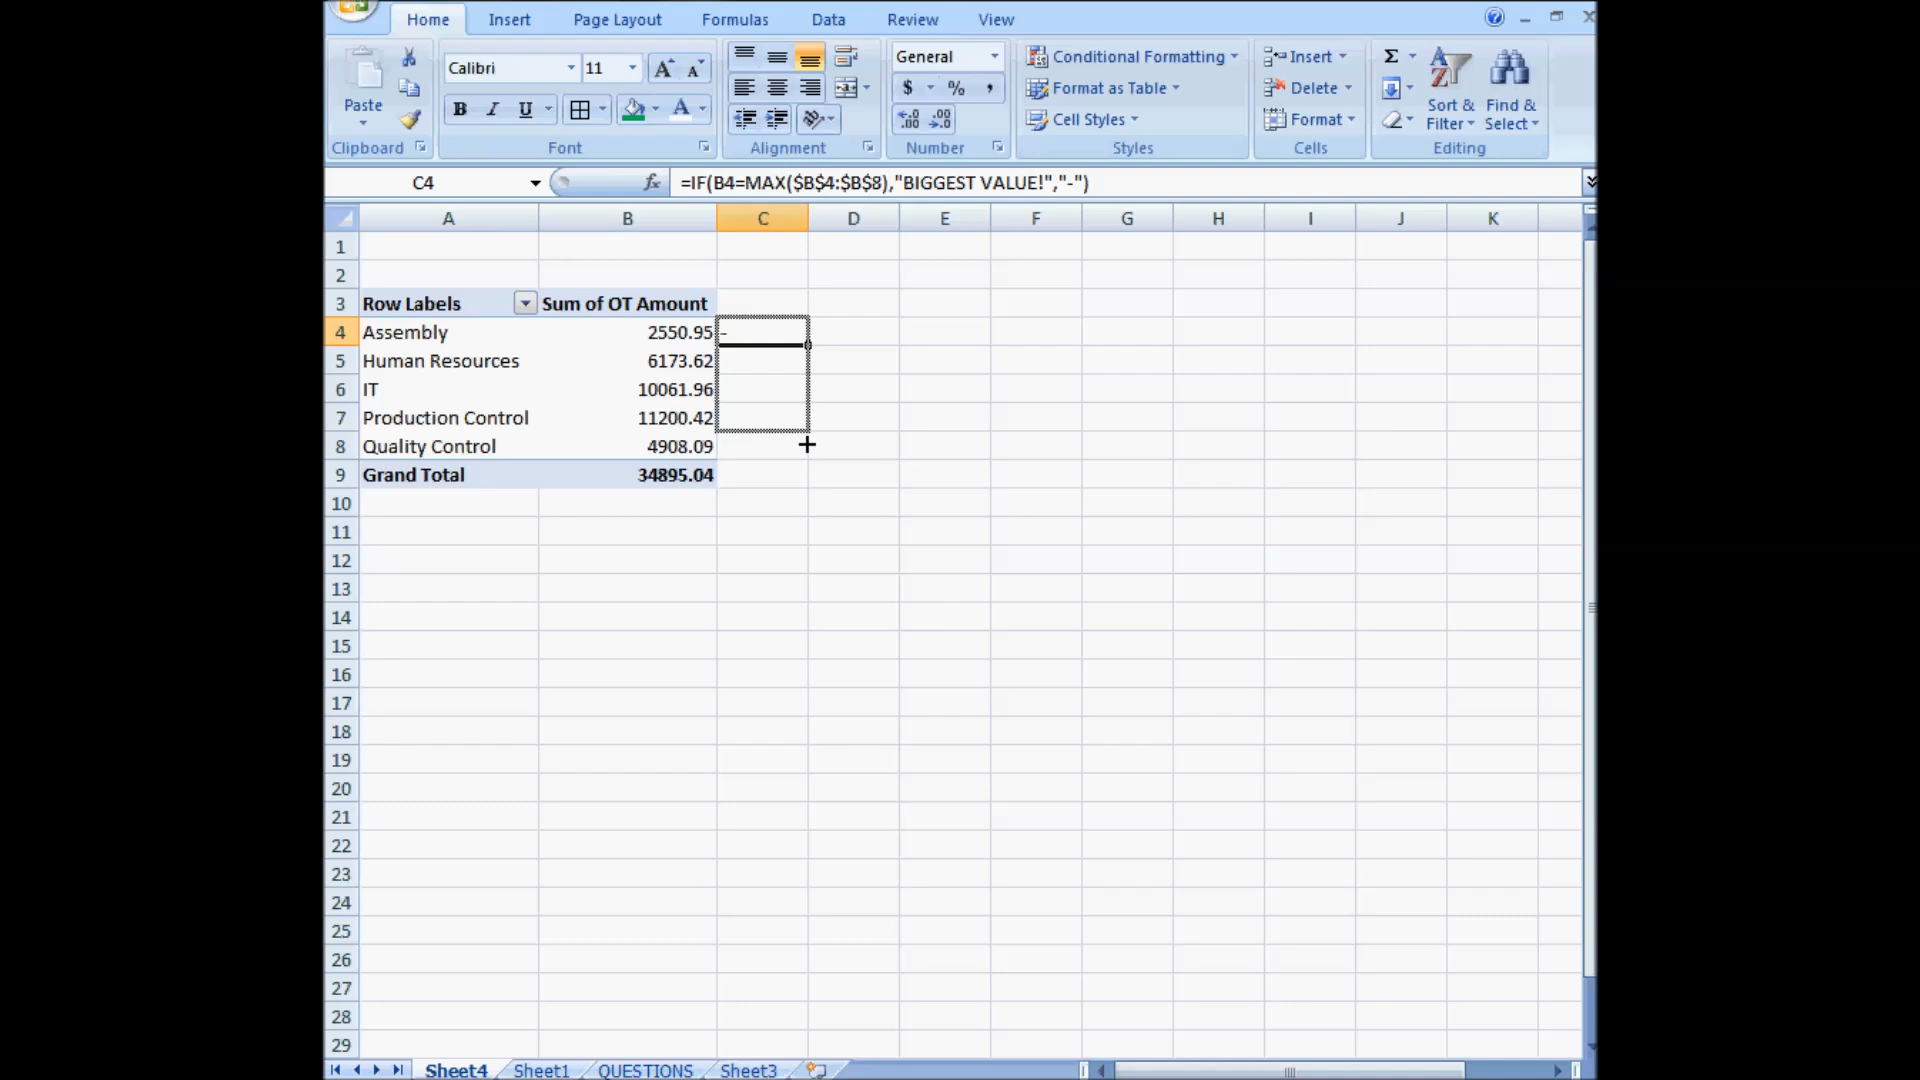 Home Insert Page Layout Formulas Data Review View
Paste
Clipboard
Calibri 11
B I U A
Font
Alignment
General
$ % ,
Number
Conditional Formatting
Format as Table
Cell Styles
Styles
Insert
Delete
Format
Cells
Σ
Sort & Filter
Find & Select
Editing
C4 fx =IF(B4=MAX($B$4:$B$8),"BIGGEST VALUE!","-")
A B C D E F G H I J K
1
2
3 Row Labels Sum of OT Amount
4 Assembly 2550.95 -
5 Human Resources 6173.62
6 IT 10061.96
7 Production Control 11200.42
8 Quality Control 4908.09
9 Grand Total 34895.04
10
11
12
13
14
15
16
17
18
19
20
21
22
23
24
25
26
27
28
29
Sheet4 Sheet1 QUESTIONS Sheet3